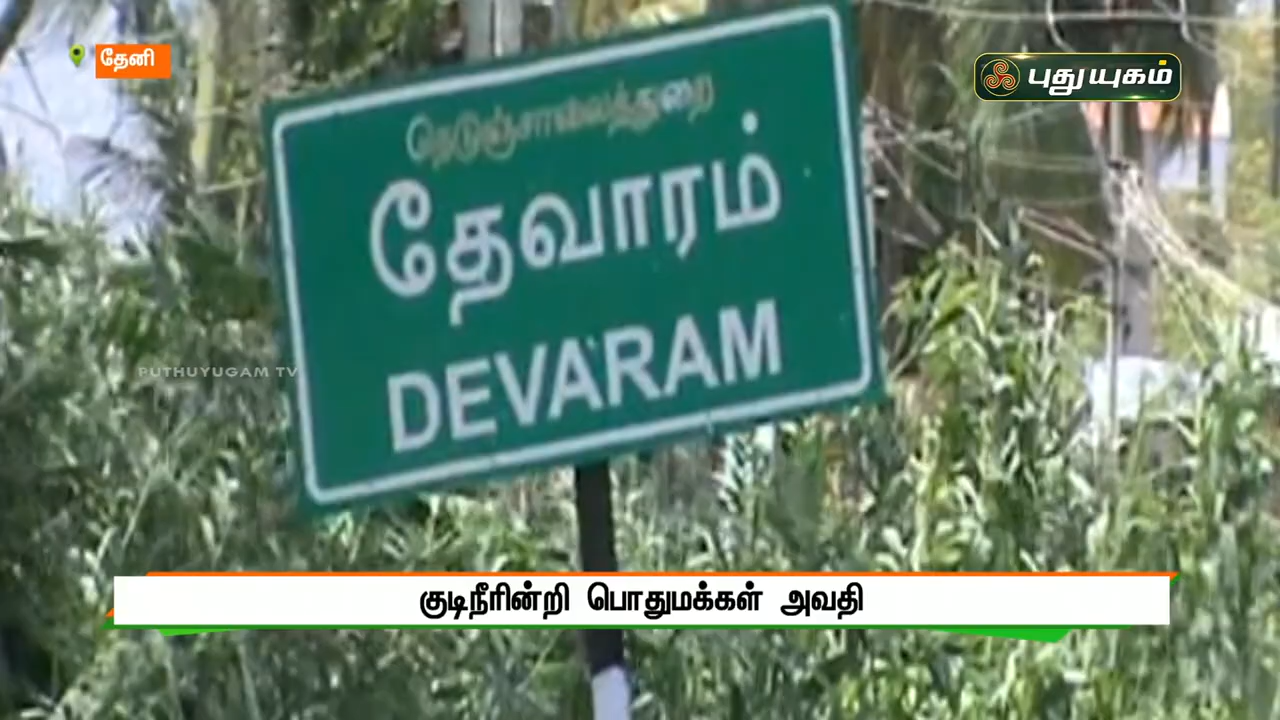 தேனி
புதுயுகம்
நெடுஞ்சாலைத்துறை
தேவாரம்
DEVARAM
PUTHUYUGAM TV
குடிநீரின்றி பொதுமக்கள் அவதி